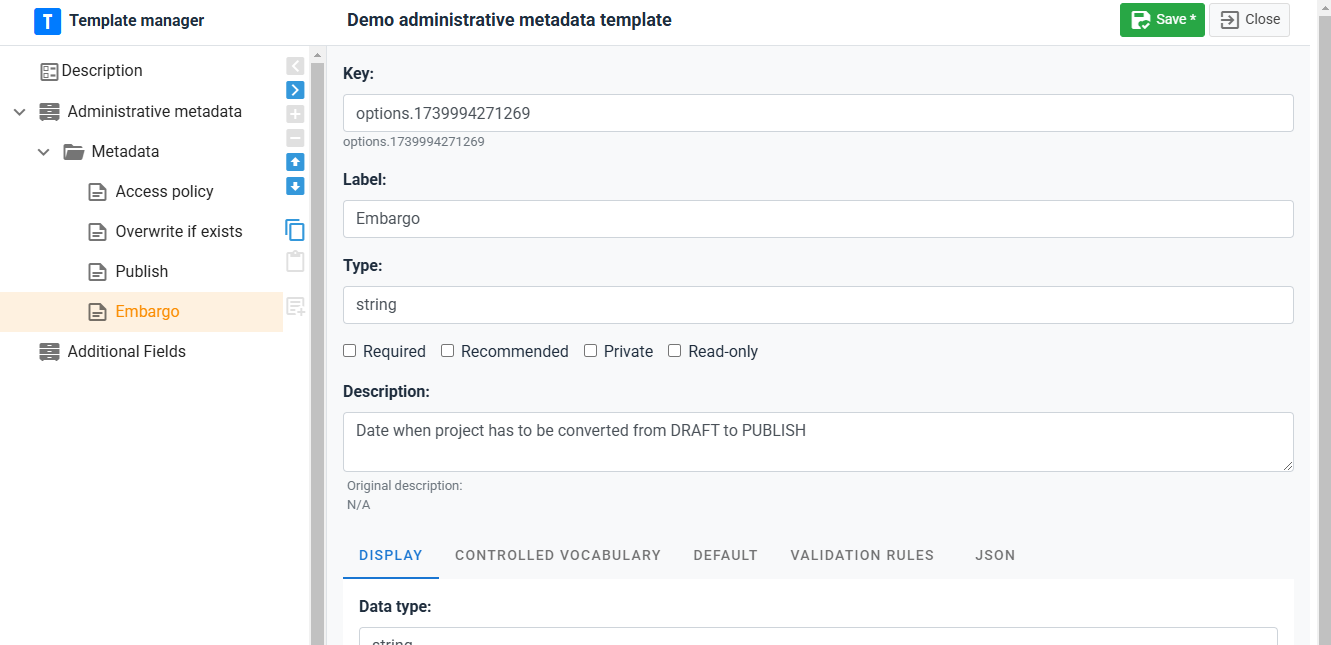 T Template manager
Demo administrative metadata template
Save *
Close
Description
Administrative metadata
Metadata
Access policy
Overwrite if exists
Publish
Embargo
Additional Fields
Key:
options.1739994271269
options.1739994271269
Label:
Embargo
Type:
string
Required Recommended Private Read-only
Description:
Date when project has to be converted from DRAFT to PUBLISH
Original description:
N/A
DISPLAY CONTROLLED VOCABULARY DEFAULT VALIDATION RULES JSON
Data type:
string